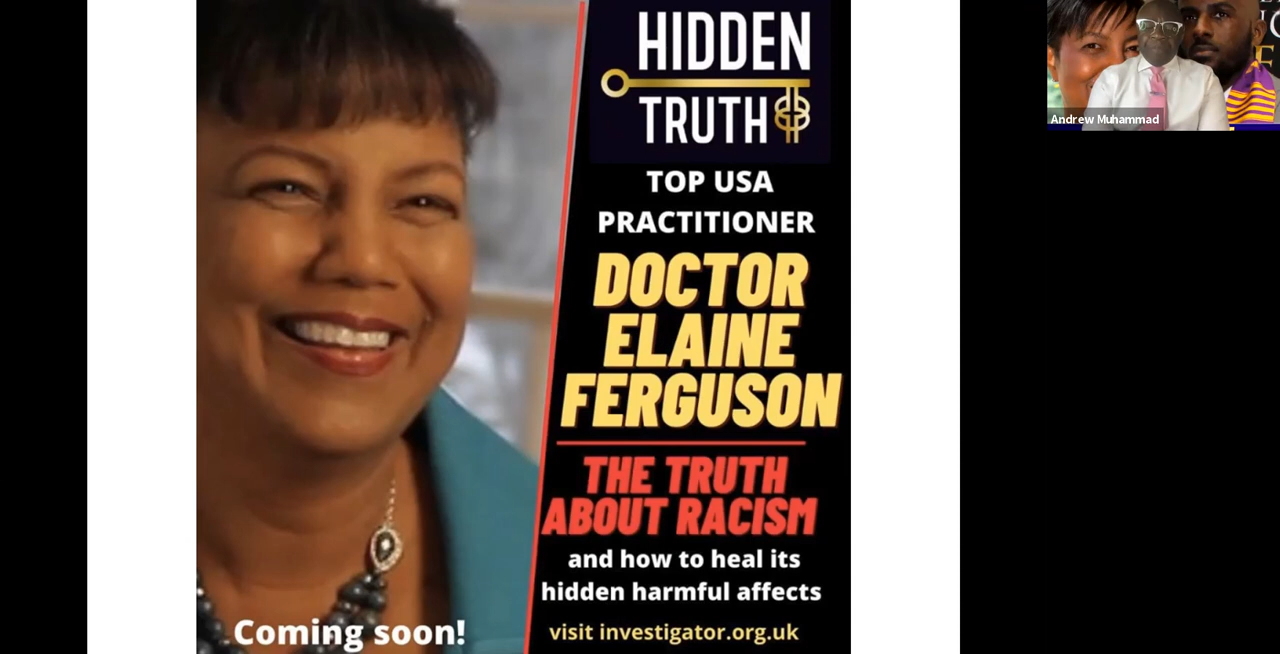 HIDDEN
TRUTH
TOP USA
PRACTITIONER
DOCTOR
ELAINE
FERGUSON
THE TRUTH
ABOUT RACISM
and how to heal its
hidden harmful affects
visit investigator.org.uk
Coming soon!
Andrew Muhammad